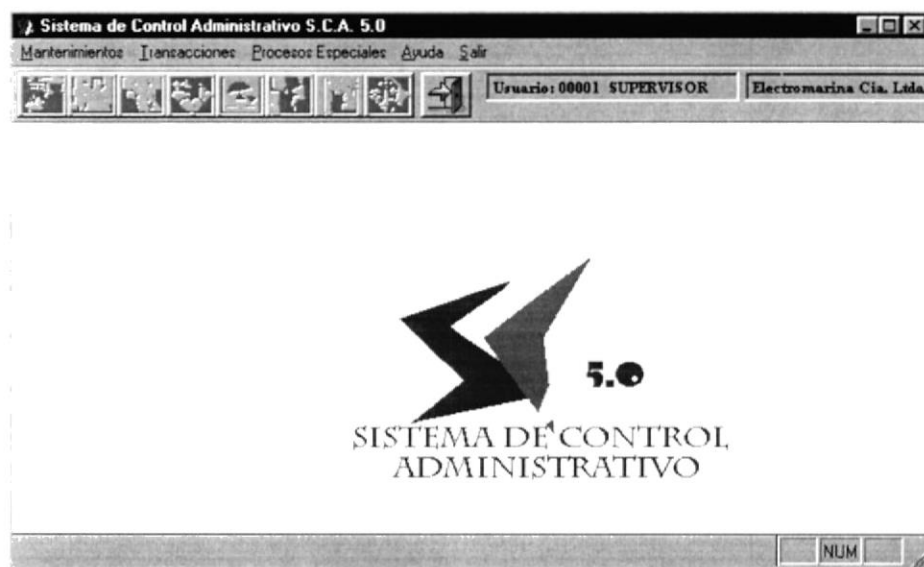 Sistema de Control Administrativo S.C.A. 5.0
Mantenimientos Transacciones Procesos Especiales Ayuda Salir
Usuario: 00001 SUPERVISOR Electromarina Cia. Ltda
5.0
SISTEMA DE CONTROL
ADMINISTRATIVO
NUM